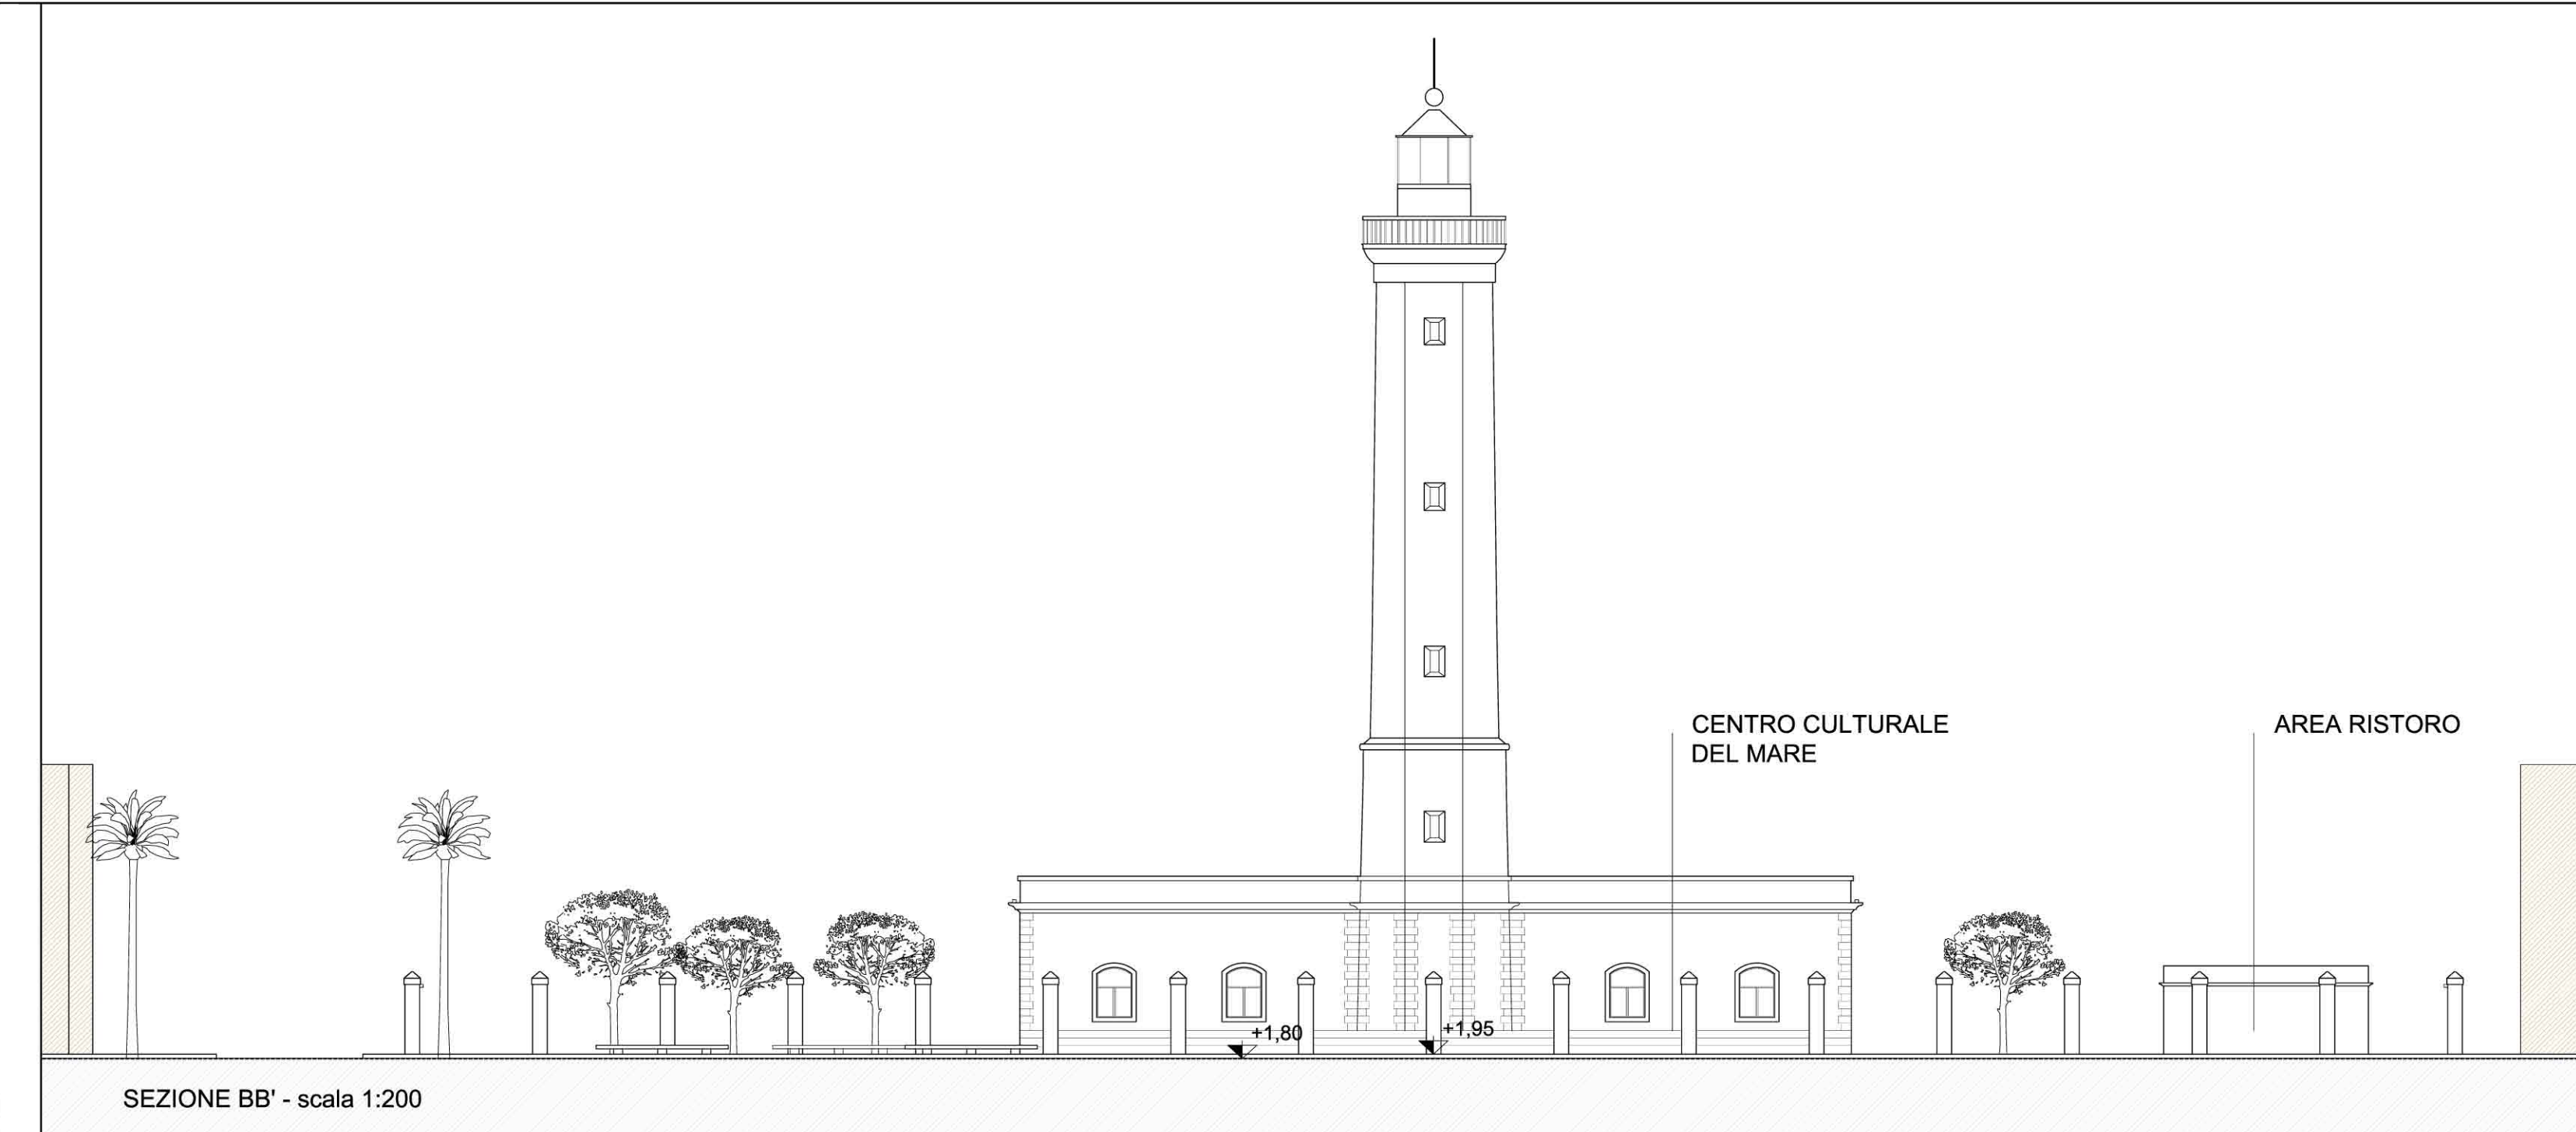 CENTRO CULTURALE
DEL MARE
AREA RISTORO
+1,80
+1,95
SEZIONE BB' - scala 1:200